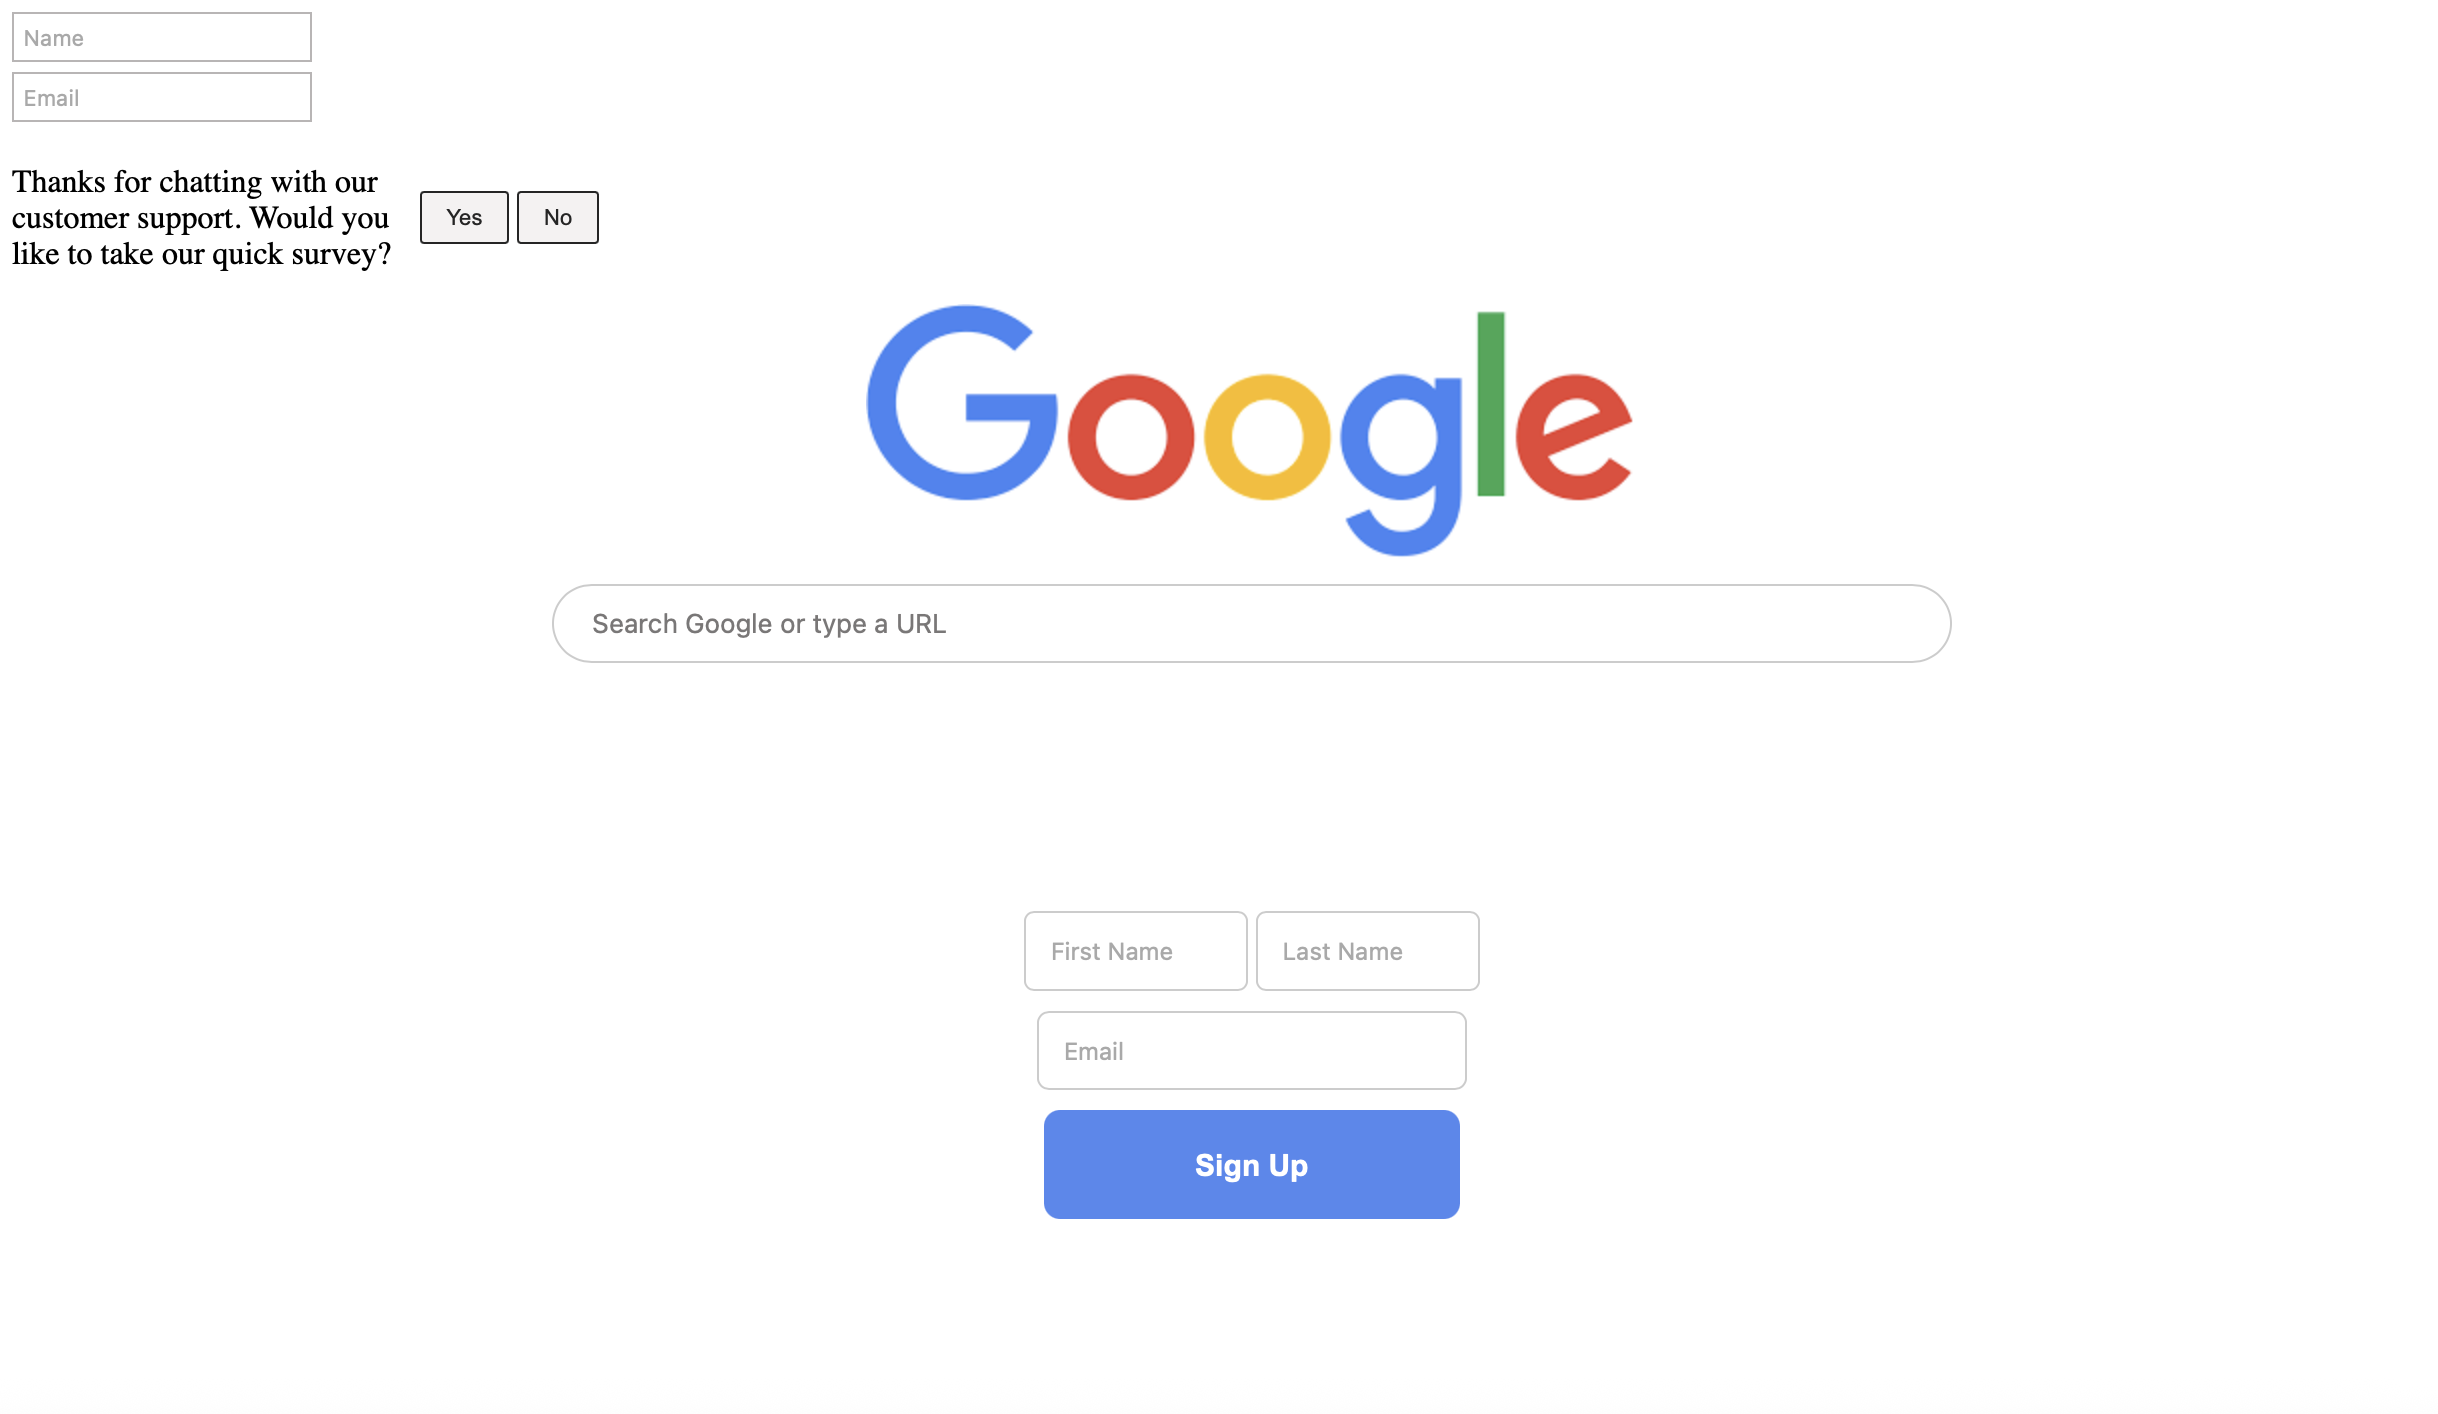 Name
Email
Thanks for chatting with our
customer support. Would you
like to take our quick survey?
Yes No
Google
Search Google or type a URL
First Name Last Name
Email
Sign Up